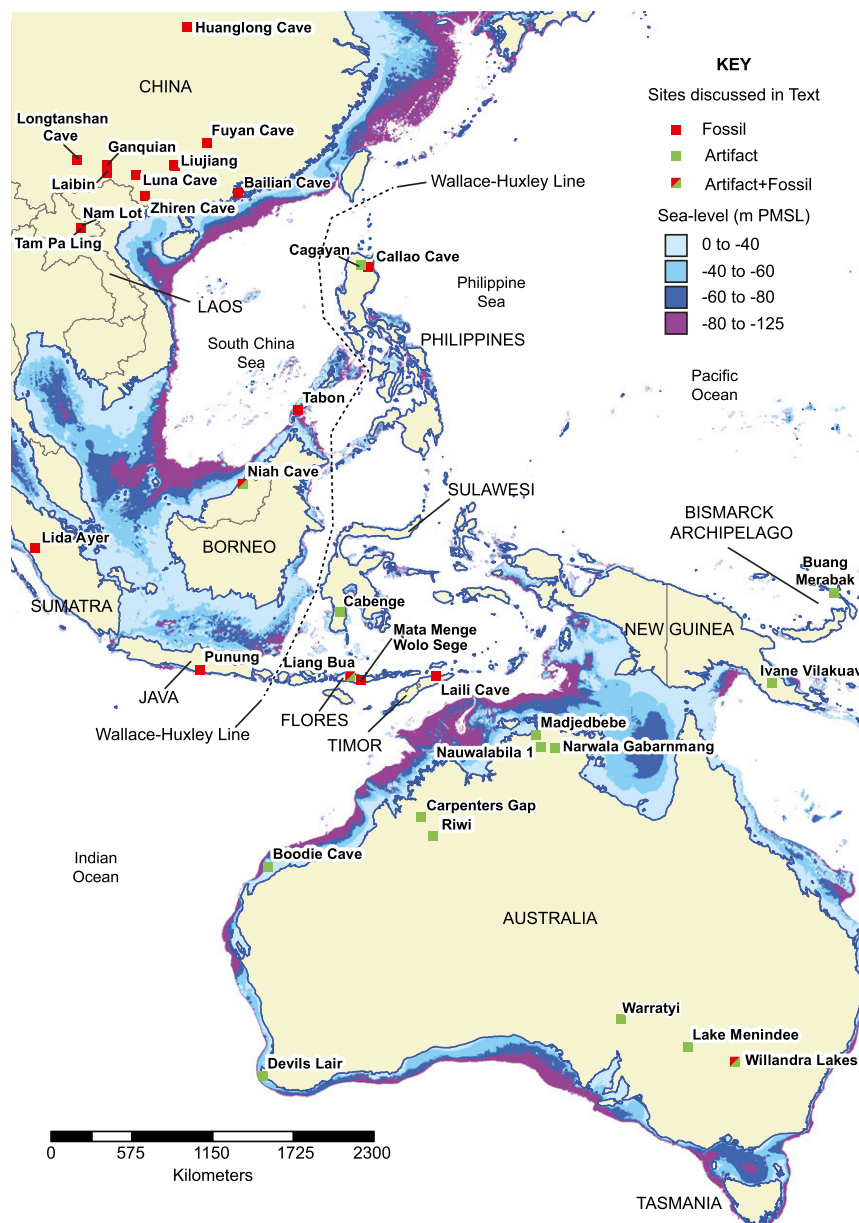 Huanglong Cave
KEY
CHINA
Sites discussed in Text
Longtanshan
Cave
Fossil
Fuyan Cave
Ganquian
Artifact
Liujiang
Laibin
Luna Cave
Bailian Cave
Artifact+Fossil
Wallace-Huxley Line
Zhiren Cave
Nam Lot
Sea-level (m PMSL)
Tam Pa Ling
0 to -40
Cagayan
Callao Cave
-40 to -60
Philippine
Sea
-60 to -80
LAOS
-80 to -125
South China
Sea
PHILIPPINES
Pacific
Ocean
Tabon
Niah Cave
SULAWESI
BISMARCK
ARCHIPELAGO
Lida Ayer
BORNEO
Buang
Merabak
SUMATRA
Cabenge
Mata Menge
Wolo Sege
NEW GUINEA
Punung
Liang Bua
Ivane Vilakuav
JAVA
Laili Cave
FLORES
Wallace-Huxley Line
TIMOR
Madjedbebe
Nauwalabila 1
Narwala Gabarnmang
Carpenters Gap
Riwi
Boodie Cave
Indian
Ocean
AUSTRALIA
Warratyi
Lake Menindee
Devils Lair
Willandra Lakes
0 575 1150 1725 2300
Kilometers
TASMANIA